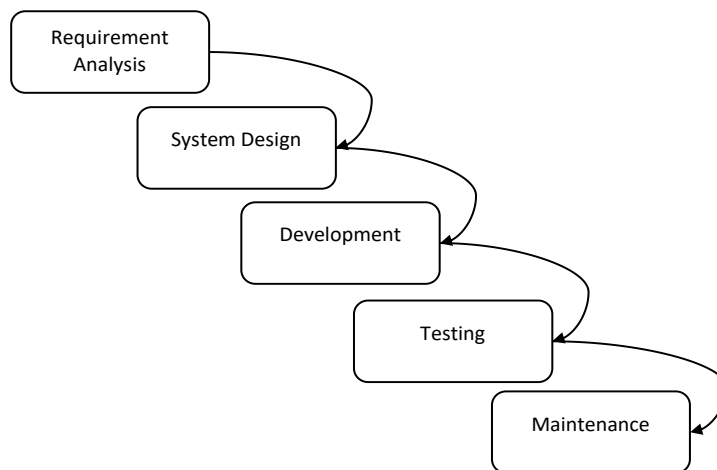 Requirement
Analysis
System Design
Development
Testing
Maintenance